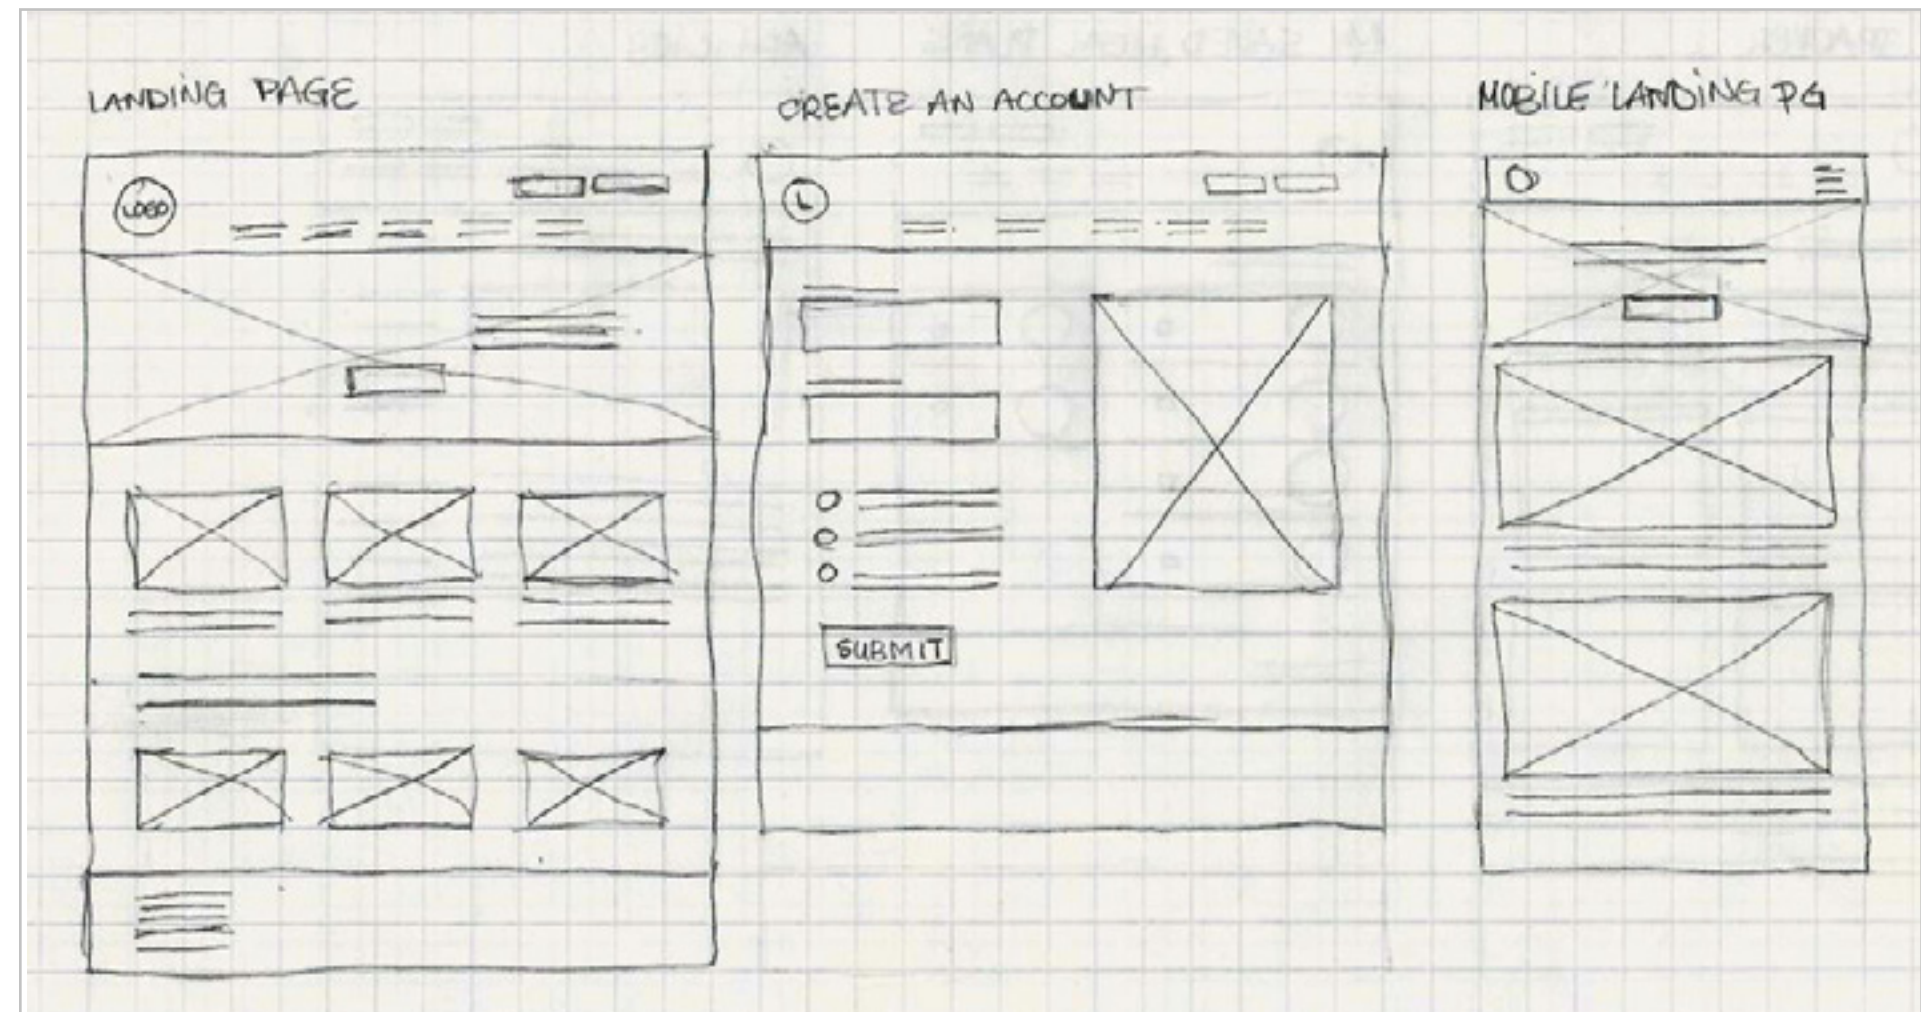 LANDING PAGE
CREATE AN ACCOUNT
MOBILE LANDING PG
LOGO
L
SUBMIT